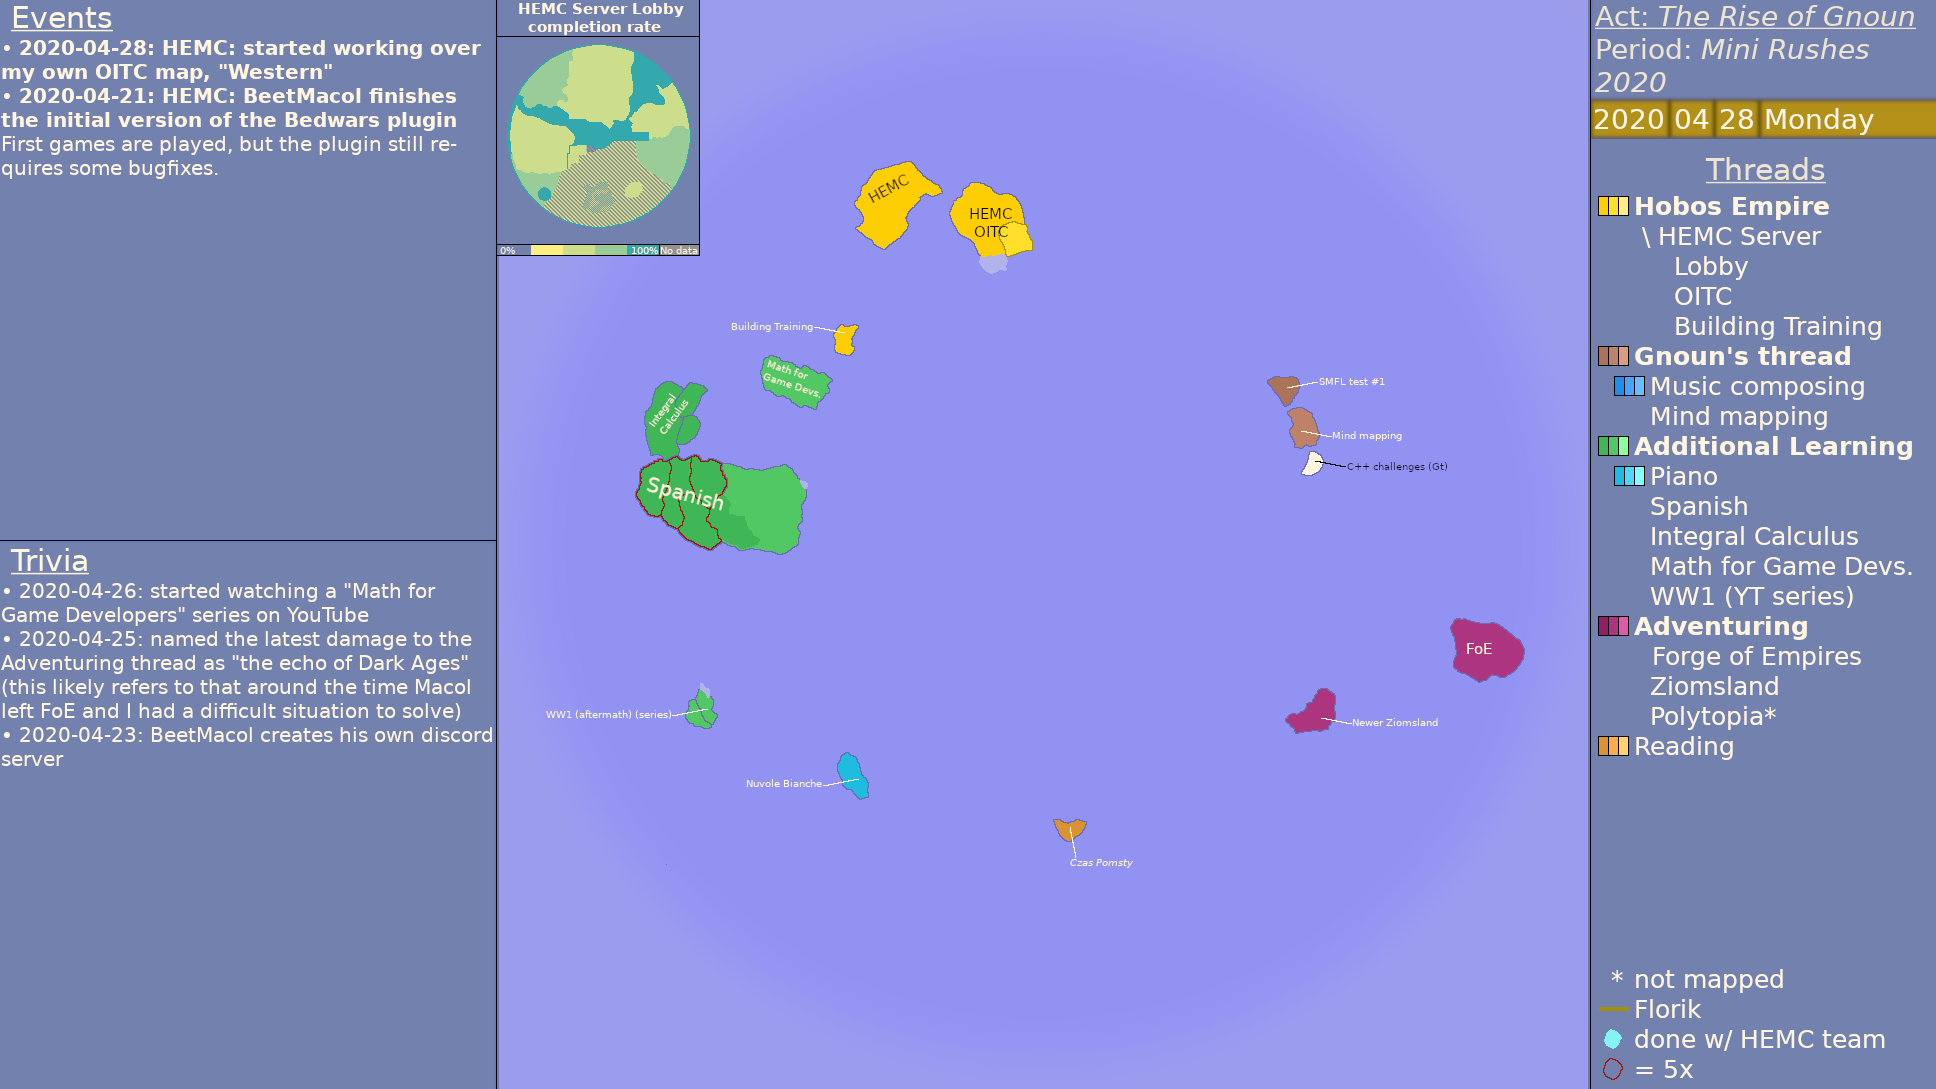 Events
• 2020-04-28: HEMC: started working over
my own OITC map, "Western"
• 2020-04-21: HEMC: BeetMacol finishes
the initial version of the Bedwars plugin
First games are played, but the plugin still re-
quires some bugfixes.
Trivia
• 2020-04-26: started watching a "Math for
Game Developers" series on YouTube
• 2020-04-25: named the latest damage to the
Adventuring thread as "the echo of Dark Ages"
(this likely refers to that around the time Macol
left FoE and I had a difficult situation to solve)
• 2020-04-23: BeetMacol creates his own discord
server
HEMC Server Lobby
completion rate
0% 100% No data
HEMC
HEMC
OITC
Building Training
Math for
Game Devs.
Integral
Calculus
Spanish
SMFL test #1
Mind mapping
C++ challenges (Gt)
FoE
Newer Ziomsland
WW1 (aftermath) (series)
Nuvole Bianche
Czas Pomsty
Act: The Rise of Gnoun
Period: Mini Rushes
2020
2020 04 28 Monday
Threads
Hobos Empire
\ HEMC Server
Lobby
OITC
Building Training
Gnoun's thread
Music composing
Mind mapping
Additional Learning
Piano
Spanish
Integral Calculus
Math for Game Devs.
WW1 (YT series)
Adventuring
Forge of Empires
Ziomsland
Polytopia*
Reading
* not mapped
Florik
done w/ HEMC team
= 5x